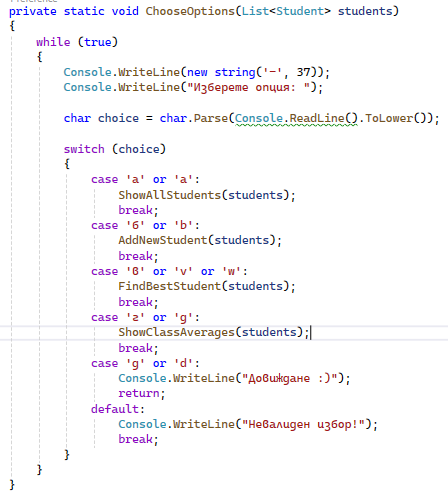 private static void ChooseOptions(List<Student> students)
{
    while (true)
    {
        Console.WriteLine(new string('-', 37));
        Console.WriteLine("Изберете опция: ");

        char choice = char.Parse(Console.ReadLine().ToLower());

        switch (choice)
        {
            case 'a' or 'а':
                ShowAllStudents(students);
                break;
            case 'б' or 'b':
                AddNewStudent(students);
                break;
            case 'в' or 'v' or 'w':
                FindBestStudent(students);
                break;
            case 'г' or 'g':
                ShowClassAverages(students);
                break;
            case 'д' or 'd':
                Console.WriteLine("Довиждане :)");
                return;
            default:
                Console.WriteLine("Невалиден избор!");
                break;
        }
    }
}